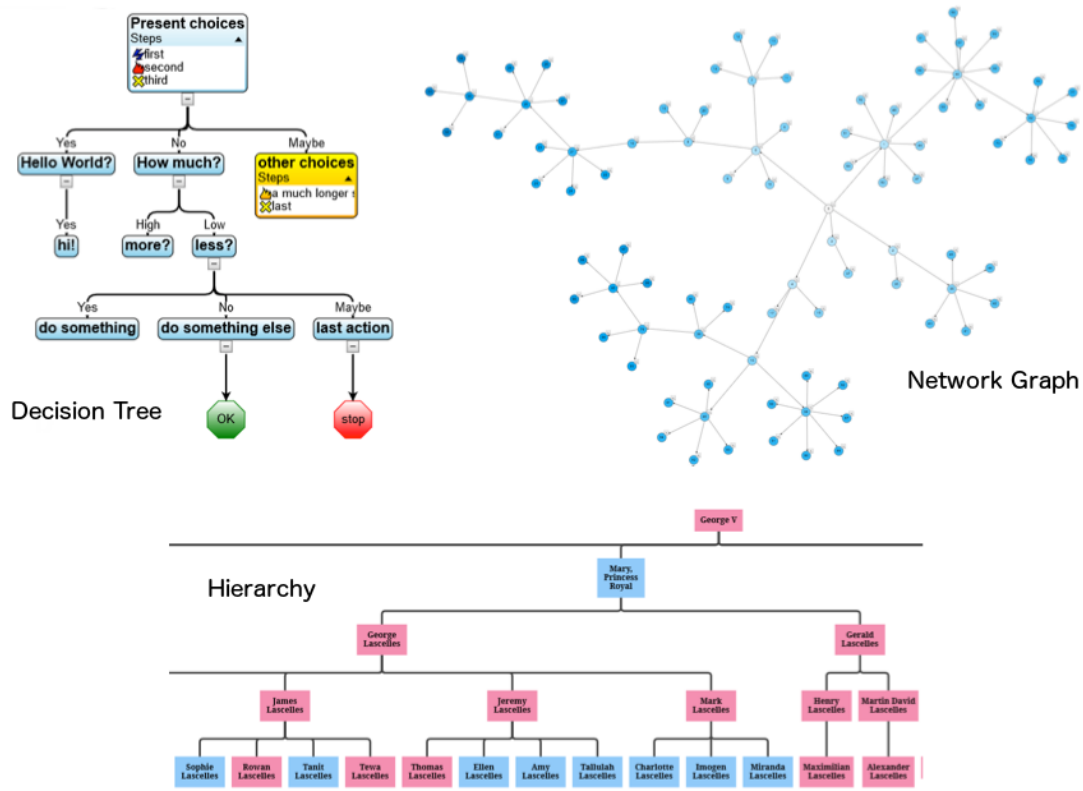 Present choices
Steps
first
second
third
Yes
No
Maybe
Hello World?
How much?
other choices
Steps
a much longer s
last
Yes
High
Low
hi!
more?
less?
Yes
No
Maybe
do something
do something else
last action
OK
stop
Decision Tree
Network Graph
Hierarchy
George V
Mary,
Princess
Royal
George
Lascelles
Gerald
Lascelles
James
Lascelles
Jeremy
Lascelles
Mark
Lascelles
Henry
Lascelles
Martin David
Lascelles
Sophie
Lascelles
Rowan
Lascelles
Tanit
Lascelles
Tewa
Lascelles
Thomas
Lascelles
Ellen
Lascelles
Amy
Lascelles
Tallulah
Lascelles
Charlotte
Lascelles
Imogen
Lascelles
Miranda
Lascelles
Maximilian
Lascelles
Alexander
Lascelles